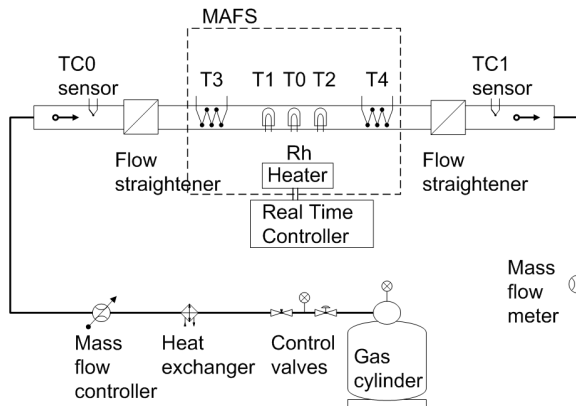 MAFS
TC0
sensor
T3
T1
T0
T2
T4
TC1
sensor
Flow
straightener
Rh
Heater
Flow
straightener
Real Time
Controller
Mass
flow
meter
Mass
flow
controller
Heat
exchanger
Control
valves
Gas
cylinder